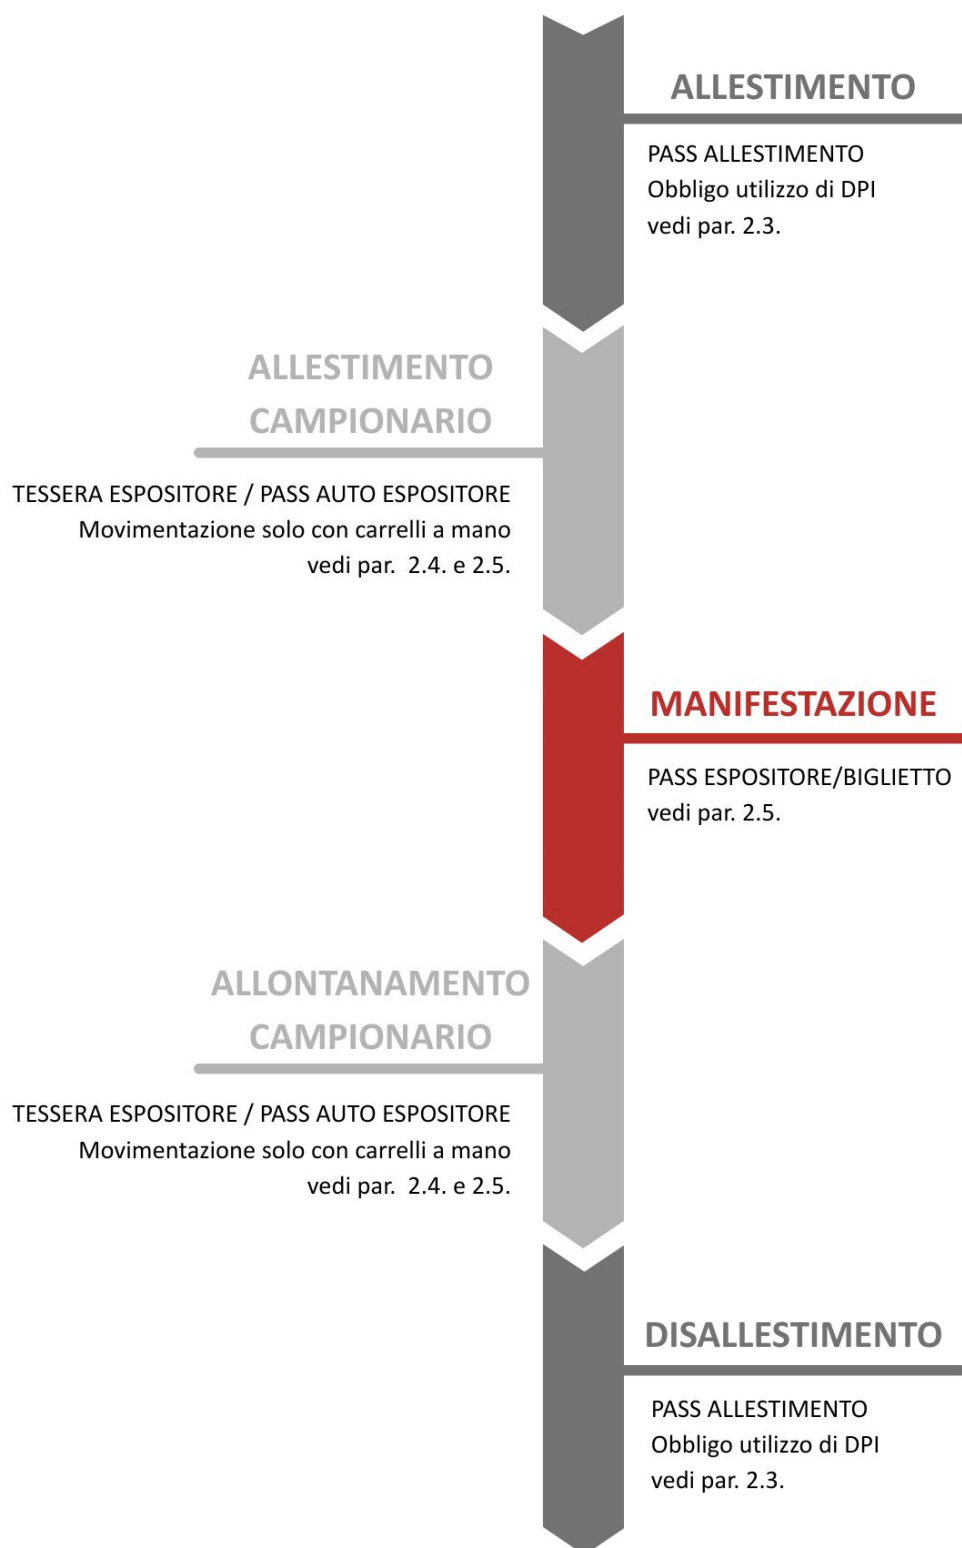 ALLESTIMENTO
PASS ALLESTIMENTO
Obbligo utilizzo di DPI
vedi par. 2.3.
ALLESTIMENTO
CAMPIONARIO
TESSERA ESPOSITORE / PASS AUTO ESPOSITORE
Movimentazione solo con carrelli a mano
vedi par. 2.4. e 2.5.
MANIFESTAZIONE
PASS ESPOSITORE/BIGLIETTO
vedi par. 2.5.
ALLONTANAMENTO
CAMPIONARIO
TESSERA ESPOSITORE / PASS AUTO ESPOSITORE
Movimentazione solo con carrelli a mano
vedi par. 2.4. e 2.5.
DISALLESTIMENTO
PASS ALLESTIMENTO
Obbligo utilizzo di DPI
vedi par. 2.3.